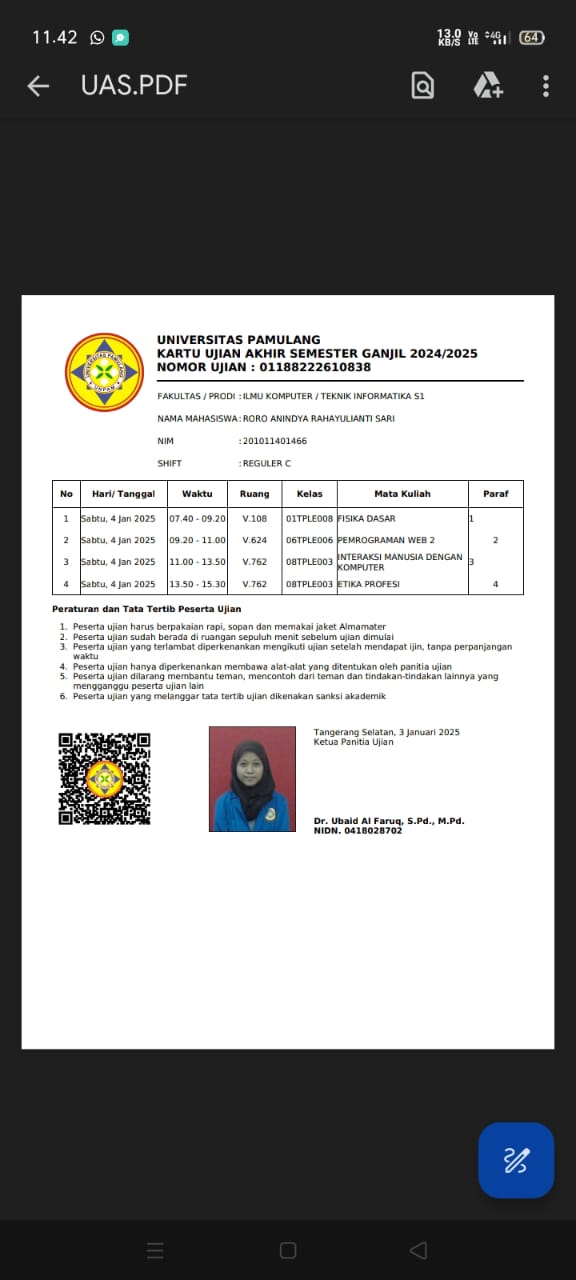 11.42
13.0 KB/S Vo LTE 4G 64
UAS.PDF
UNIVERSITAS PAMULANG
KARTU UJIAN AKHIR SEMESTER GANJIL 2024/2025
NOMOR UJIAN : 01188222610838
FAKULTAS / PRODI : ILMU KOMPUTER / TEKNIK INFORMATIKA S1
NAMA MAHASISWA : RORO ANINDYA RAHAYULIANTI SARI
NIM : 201011401466
SHIFT : REGULER C
No Hari/ Tanggal Waktu Ruang Kelas Mata Kuliah Paraf
1 Sabtu, 4 Jan 2025 07.40 - 09.20 V.108 01TPLE008 FISIKA DASAR 1
2 Sabtu, 4 Jan 2025 09.20 - 11.00 V.624 06TPLE006 PEMROGRAMAN WEB 2 2
3 Sabtu, 4 Jan 2025 11.00 - 13.50 V.762 08TPLE003 INTERAKSI MANUSIA DENGAN KOMPUTER 3
4 Sabtu, 4 Jan 2025 13.50 - 15.30 V.762 08TPLE003 ETIKA PROFESI 4
Peraturan dan Tata Tertib Peserta Ujian
1. Peserta ujian harus berpakaian rapi, sopan dan memakai jaket Almamater
2. Peserta ujian sudah berada di ruangan sepuluh menit sebelum ujian dimulai
3. Peserta ujian yang terlambat diperkenankan mengikuti ujian setelah mendapat ijin, tanpa perpanjangan
waktu
4. Peserta ujian hanya diperkenankan membawa alat-alat yang ditentukan oleh panitia ujian
5. Peserta ujian dilarang membantu teman, mencontoh dari teman dan tindakan-tindakan lainnya yang
mengganggu peserta ujian lain
6. Peserta ujian yang melanggar tata tertib ujian dikenakan sanksi akademik
Tangerang Selatan, 3 Januari 2025
Ketua Panitia Ujian
Dr. Ubaid Al Faruq, S.Pd., M.Pd.
NIDN. 0418028702